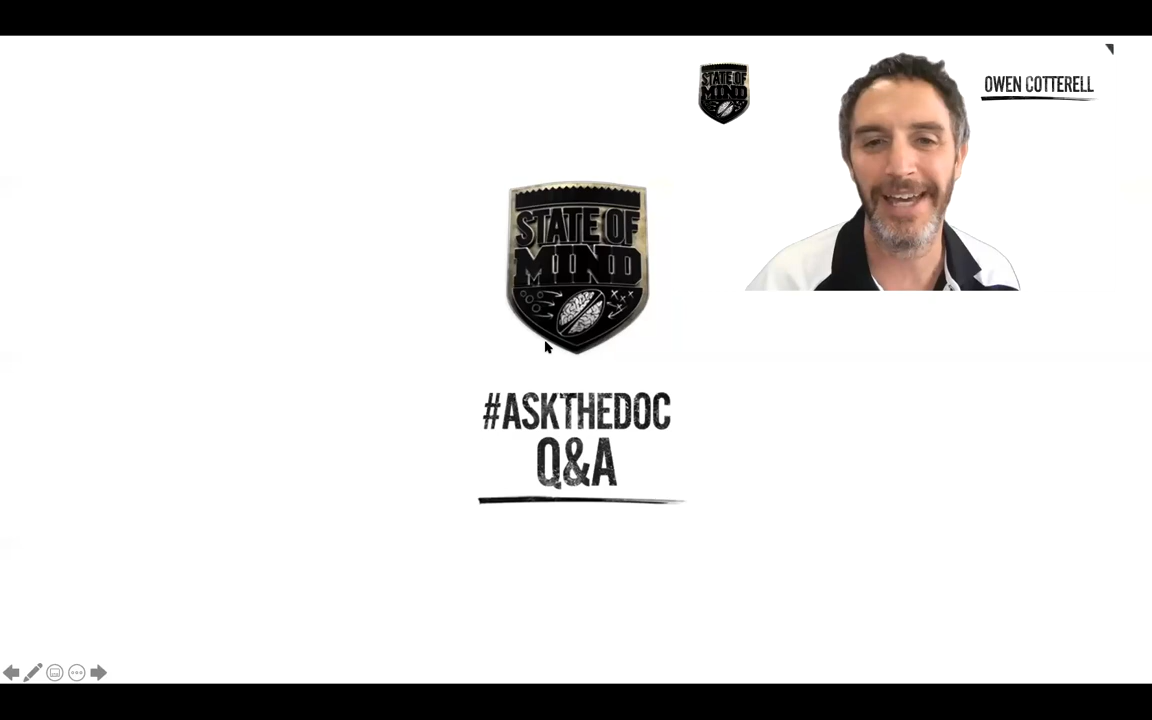 STATE OF
MIND
OWEN COTTERELL
STATE OF
MIND
#ASKTHEDOC
Q&A